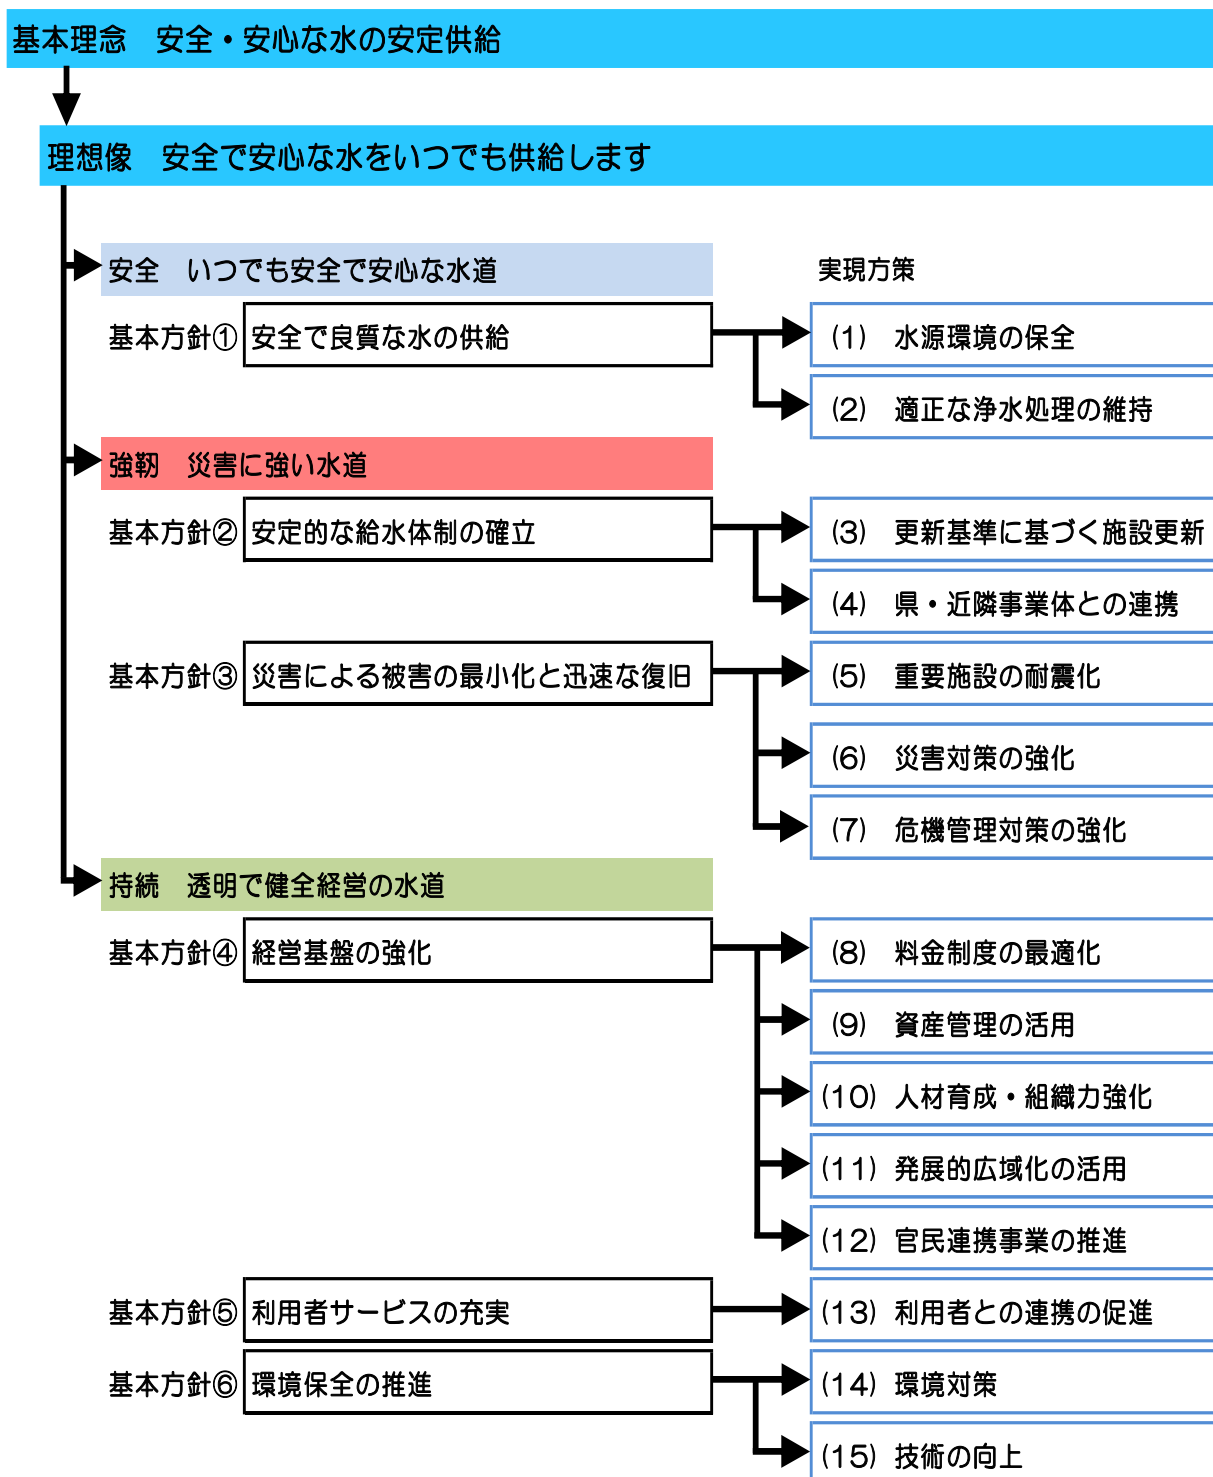 基本理念　安全・安心な水の安定供給
理想像　安全で安心な水をいつでも供給します
安全　いつでも安全で安心な水道
実現方策
基本方針① 安全で良質な水の供給
(1)　水源環境の保全
(2)　適正な浄水処理の維持
強靭　災害に強い水道
基本方針② 安定的な給水体制の確立
(3)　更新基準に基づく施設更新
(4)　県・近隣事業体との連携
基本方針③ 災害による被害の最小化と迅速な復旧
(5)　重要施設の耐震化
(6)　災害対策の強化
(7)　危機管理対策の強化
持続　透明で健全経営の水道
基本方針④ 経営基盤の強化
(8)　料金制度の最適化
(9)　資産管理の活用
(10) 人材育成・組織力強化
(11) 発展的広域化の活用
(12) 官民連携事業の推進
基本方針⑤ 利用者サービスの充実
(13) 利用者との連携の促進
基本方針⑥ 環境保全の推進
(14) 環境対策
(15) 技術の向上